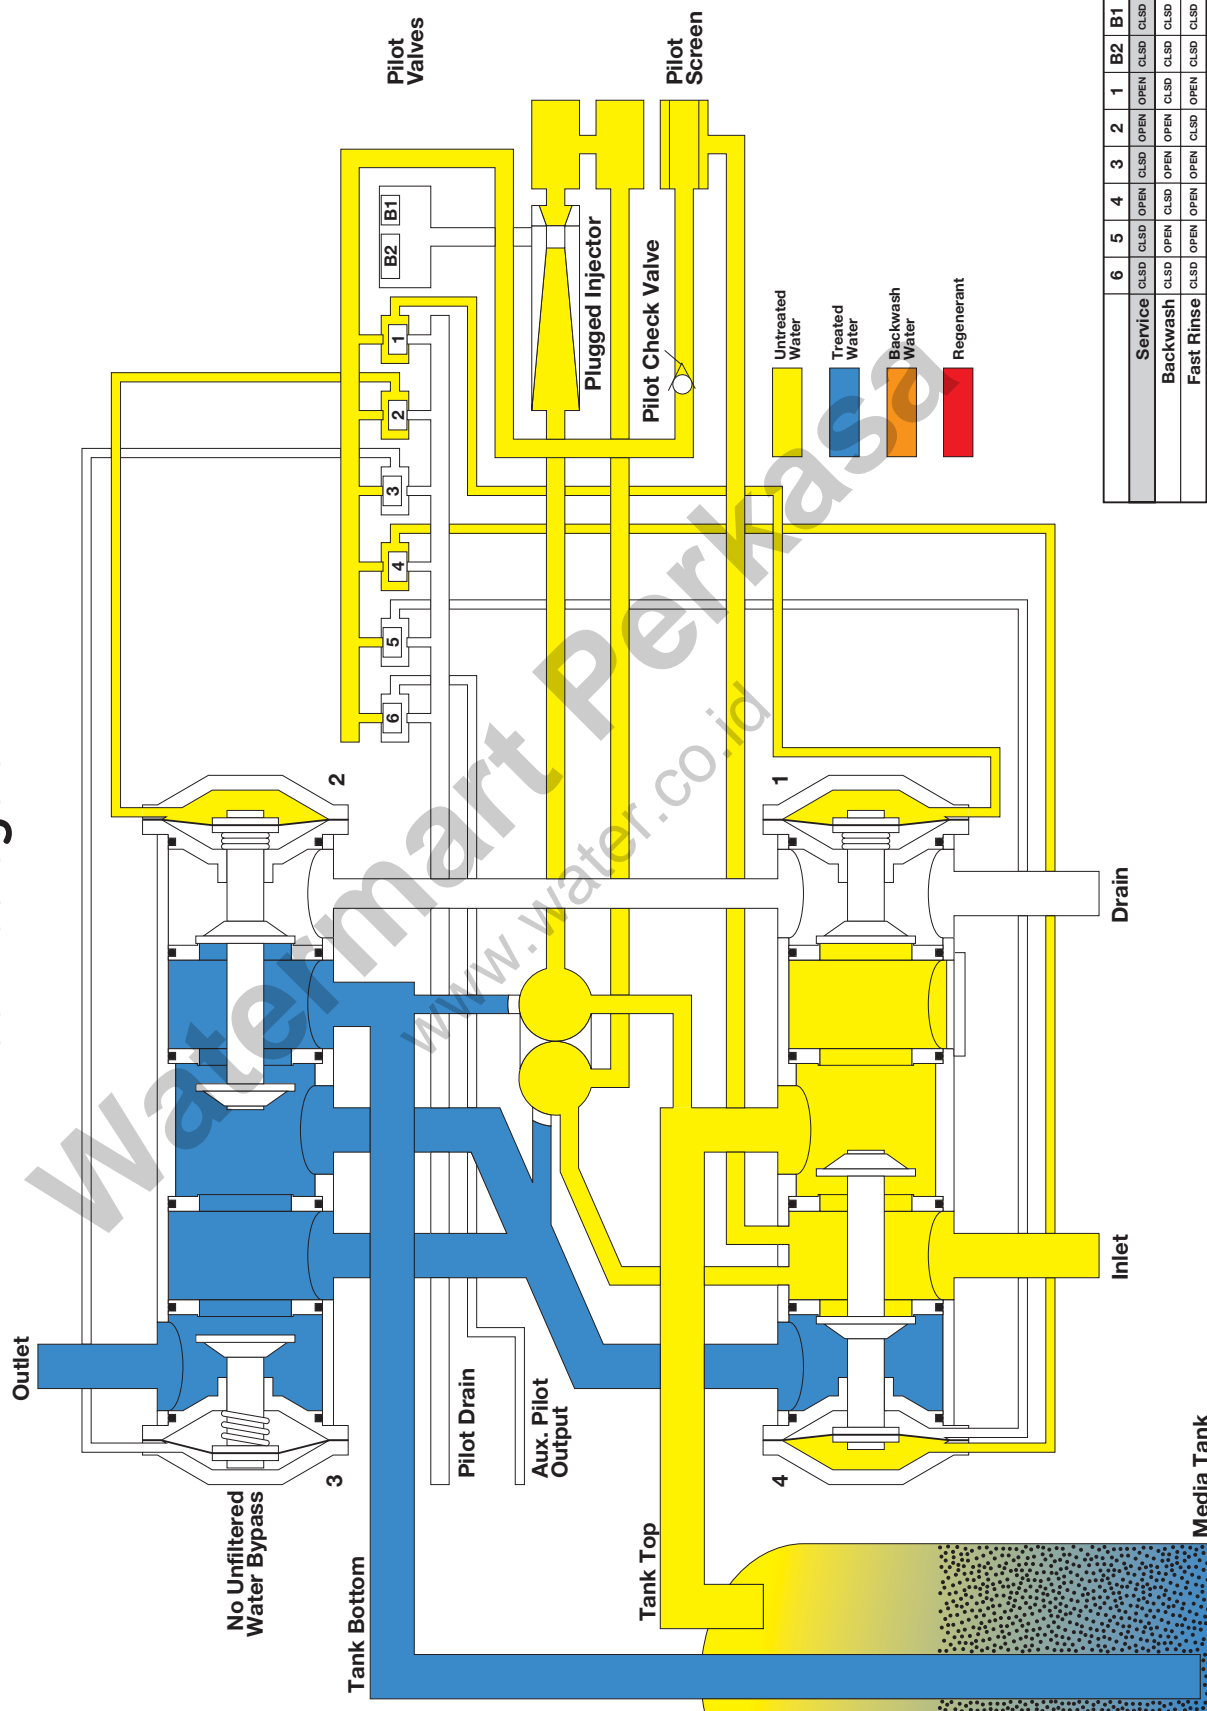 Outlet
3
No Unfiltered
Water Bypass
2
Pilot
Valves
B1
B2
1
2
3
4
5
6
Plugged Injector
Pilot Check Valve
Pilot
Screen
Untreated
Water
Treated
Water
Backwash
Water
Regenerant
Pilot Drain
Aux. Pilot
Output
Tank Bottom
Tank Top
4
1
Inlet
Drain
Media Tank
6 5 4 3 2 1 B2 B1
Service CLSD CLSD OPEN CLSD OPEN OPEN CLSD CLSD
Backwash CLSD OPEN CLSD OPEN OPEN CLSD CLSD CLSD
Fast Rinse CLSD OPEN OPEN OPEN CLSD OPEN CLSD CLSD
Watermart Perkasa
www.water.co.id